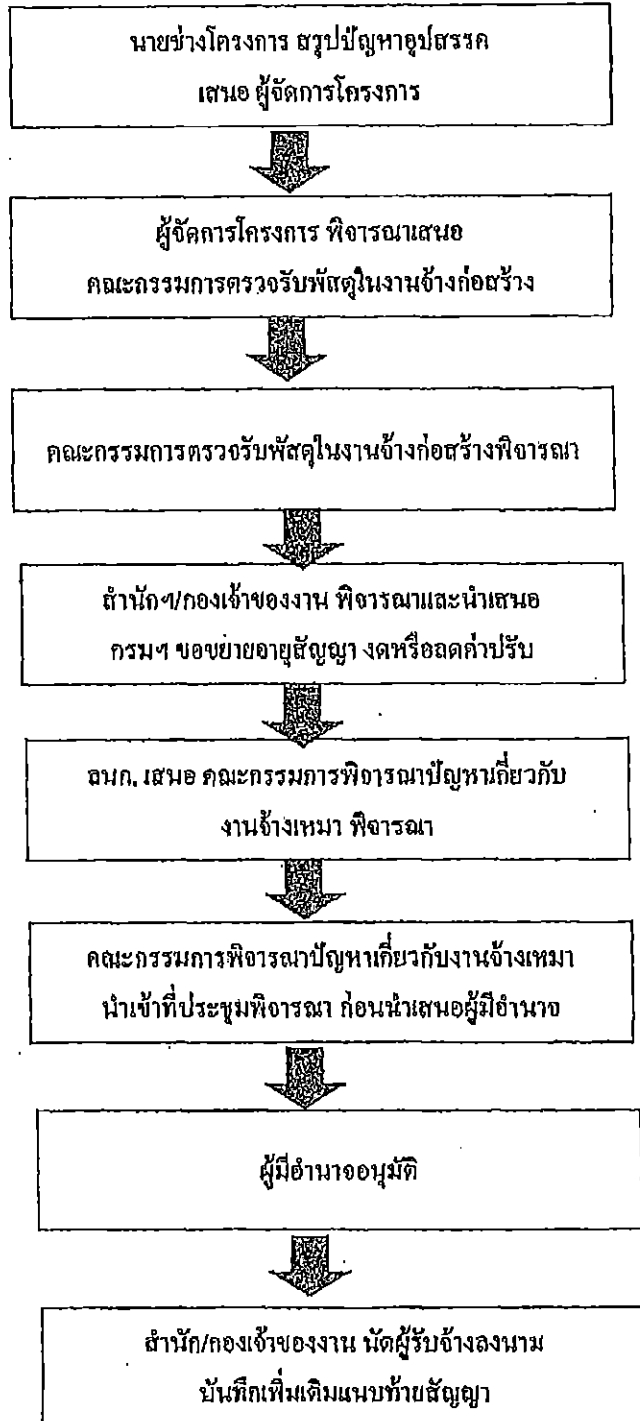 นายช่างโครงการ สรุปปัญหาอุปสรรค
เสนอ ผู้จัดการโครงการ
ผู้จัดการโครงการ พิจารณาเสนอ
คณะกรรมการตรวจรับพัสดุในงานจ้างก่อสร้าง
คณะกรรมการตรวจรับพัสดุในงานจ้างก่อสร้างพิจารณา
สำนักฯ/กองเจ้าของงาน พิจารณาและนำเสนอ
กรมฯ ขอขยายอายุสัญญา งดหรือลดค่าปรับ
ลนก. เสนอ คณะกรรมการพิจารณาปัญหาเกี่ยวกับ
งานจ้างเหมา พิจารณา
คณะกรรมการพิจารณาปัญหาเกี่ยวกับงานจ้างเหมา
นำเข้าที่ประชุมพิจารณา ก่อนนำเสนอผู้มีอำนาจ
ผู้มีอำนาจอนุมัติ
สำนัก/กองเจ้าของงาน นัดผู้รับจ้างลงนาม
บันทึกเพิ่มเติมแนบท้ายสัญญา